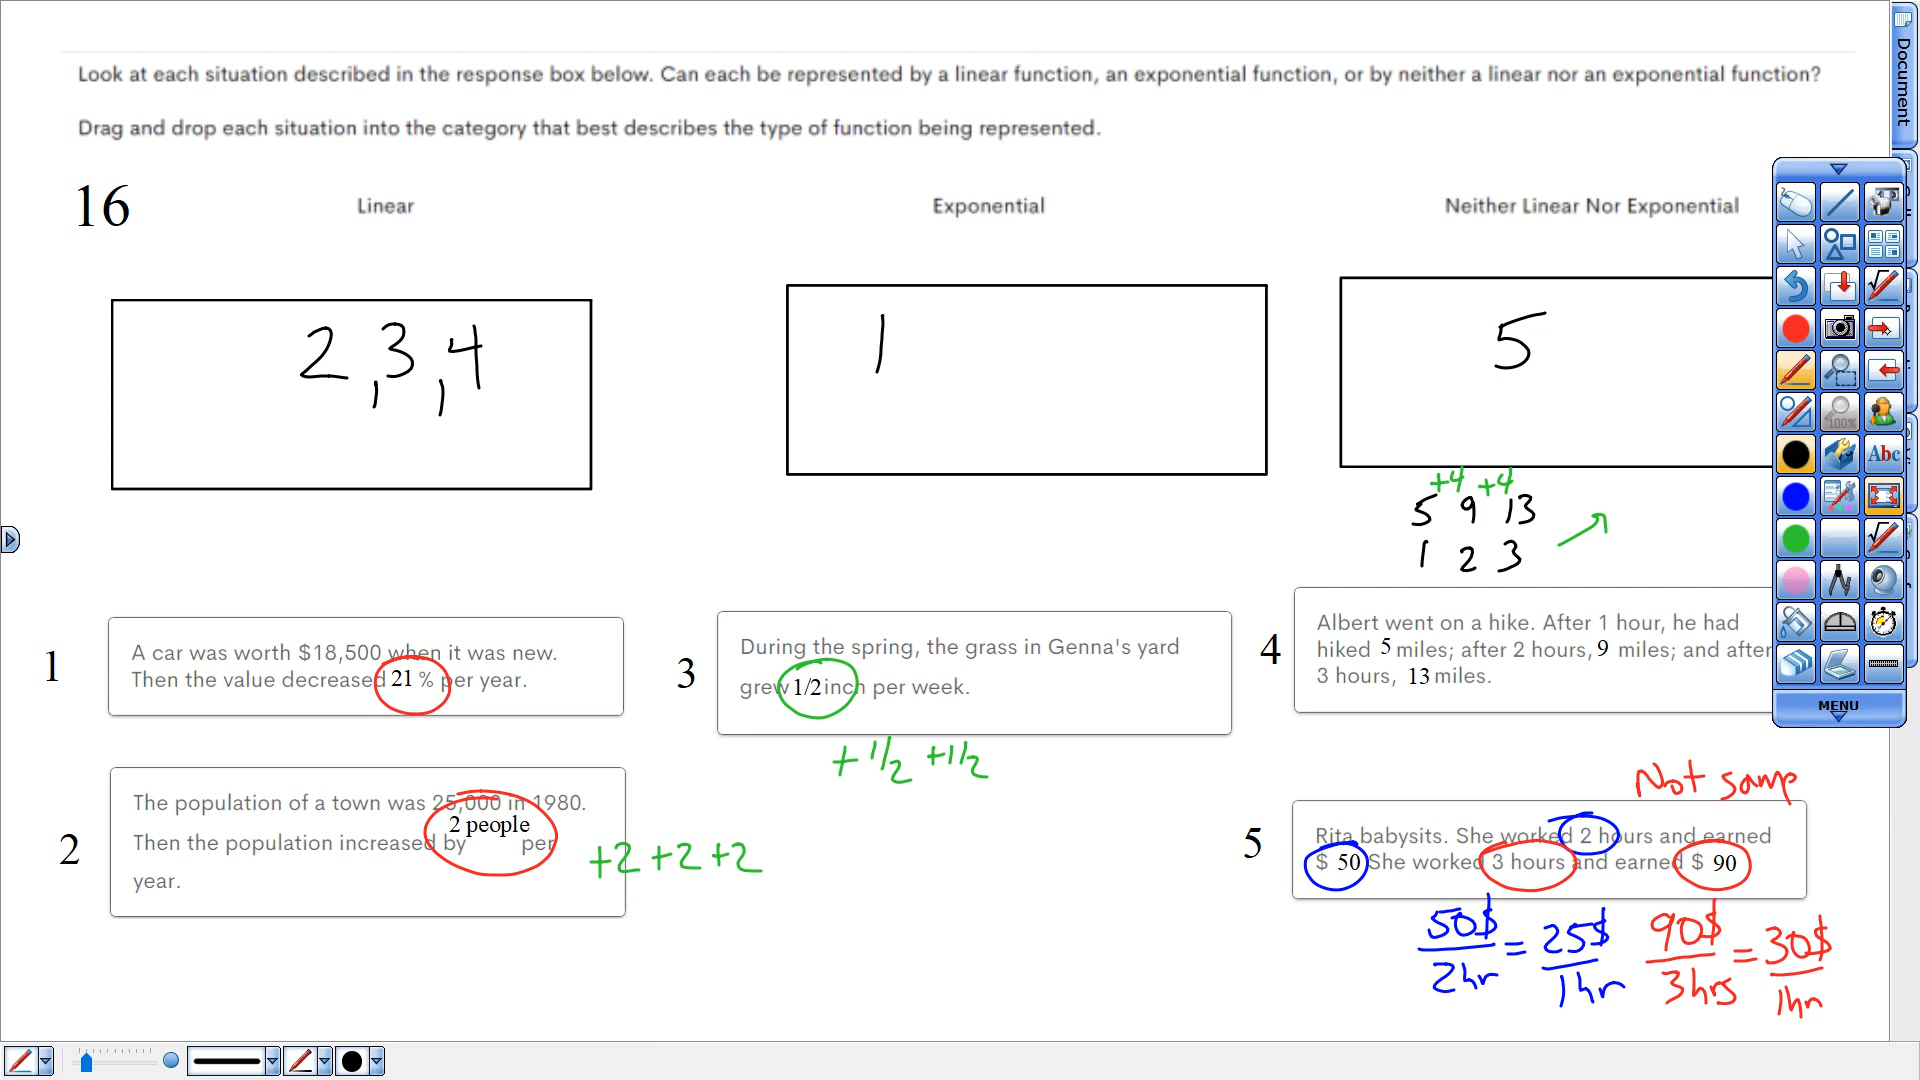 Document
Look at each situation described in the response box below. Can each be represented by a linear function, an exponential function, or by neither a linear nor an exponential function?
Drag and drop each situation into the category that best describes the type of function being represented.
16
Linear
Exponential
Neither Linear Nor Exponential
2, 3, 4
1
5
+4 +4
5 9 13
1 2 3
1
A car was worth $18,500 when it was new.
Then the value decreased 21 % per year.
3
During the spring, the grass in Genna's yard
grew 1/2 inch per week.
+1/2 +1/2
4
Albert went on a hike. After 1 hour, he had
hiked 5 miles; after 2 hours, 9 miles; and after
3 hours, 13 miles.
2
The population of a town was 25,000 in 1980.
Then the population increased by 2 people per
year.
+2 +2 +2
Not same
5
Rita babysits. She worked 2 hours and earned
$ 50 She worked 3 hours and earned $ 90
50$/2hr = 25$/1hr
90$/3hrs = 30$/1hr
100%
Abc
MENU